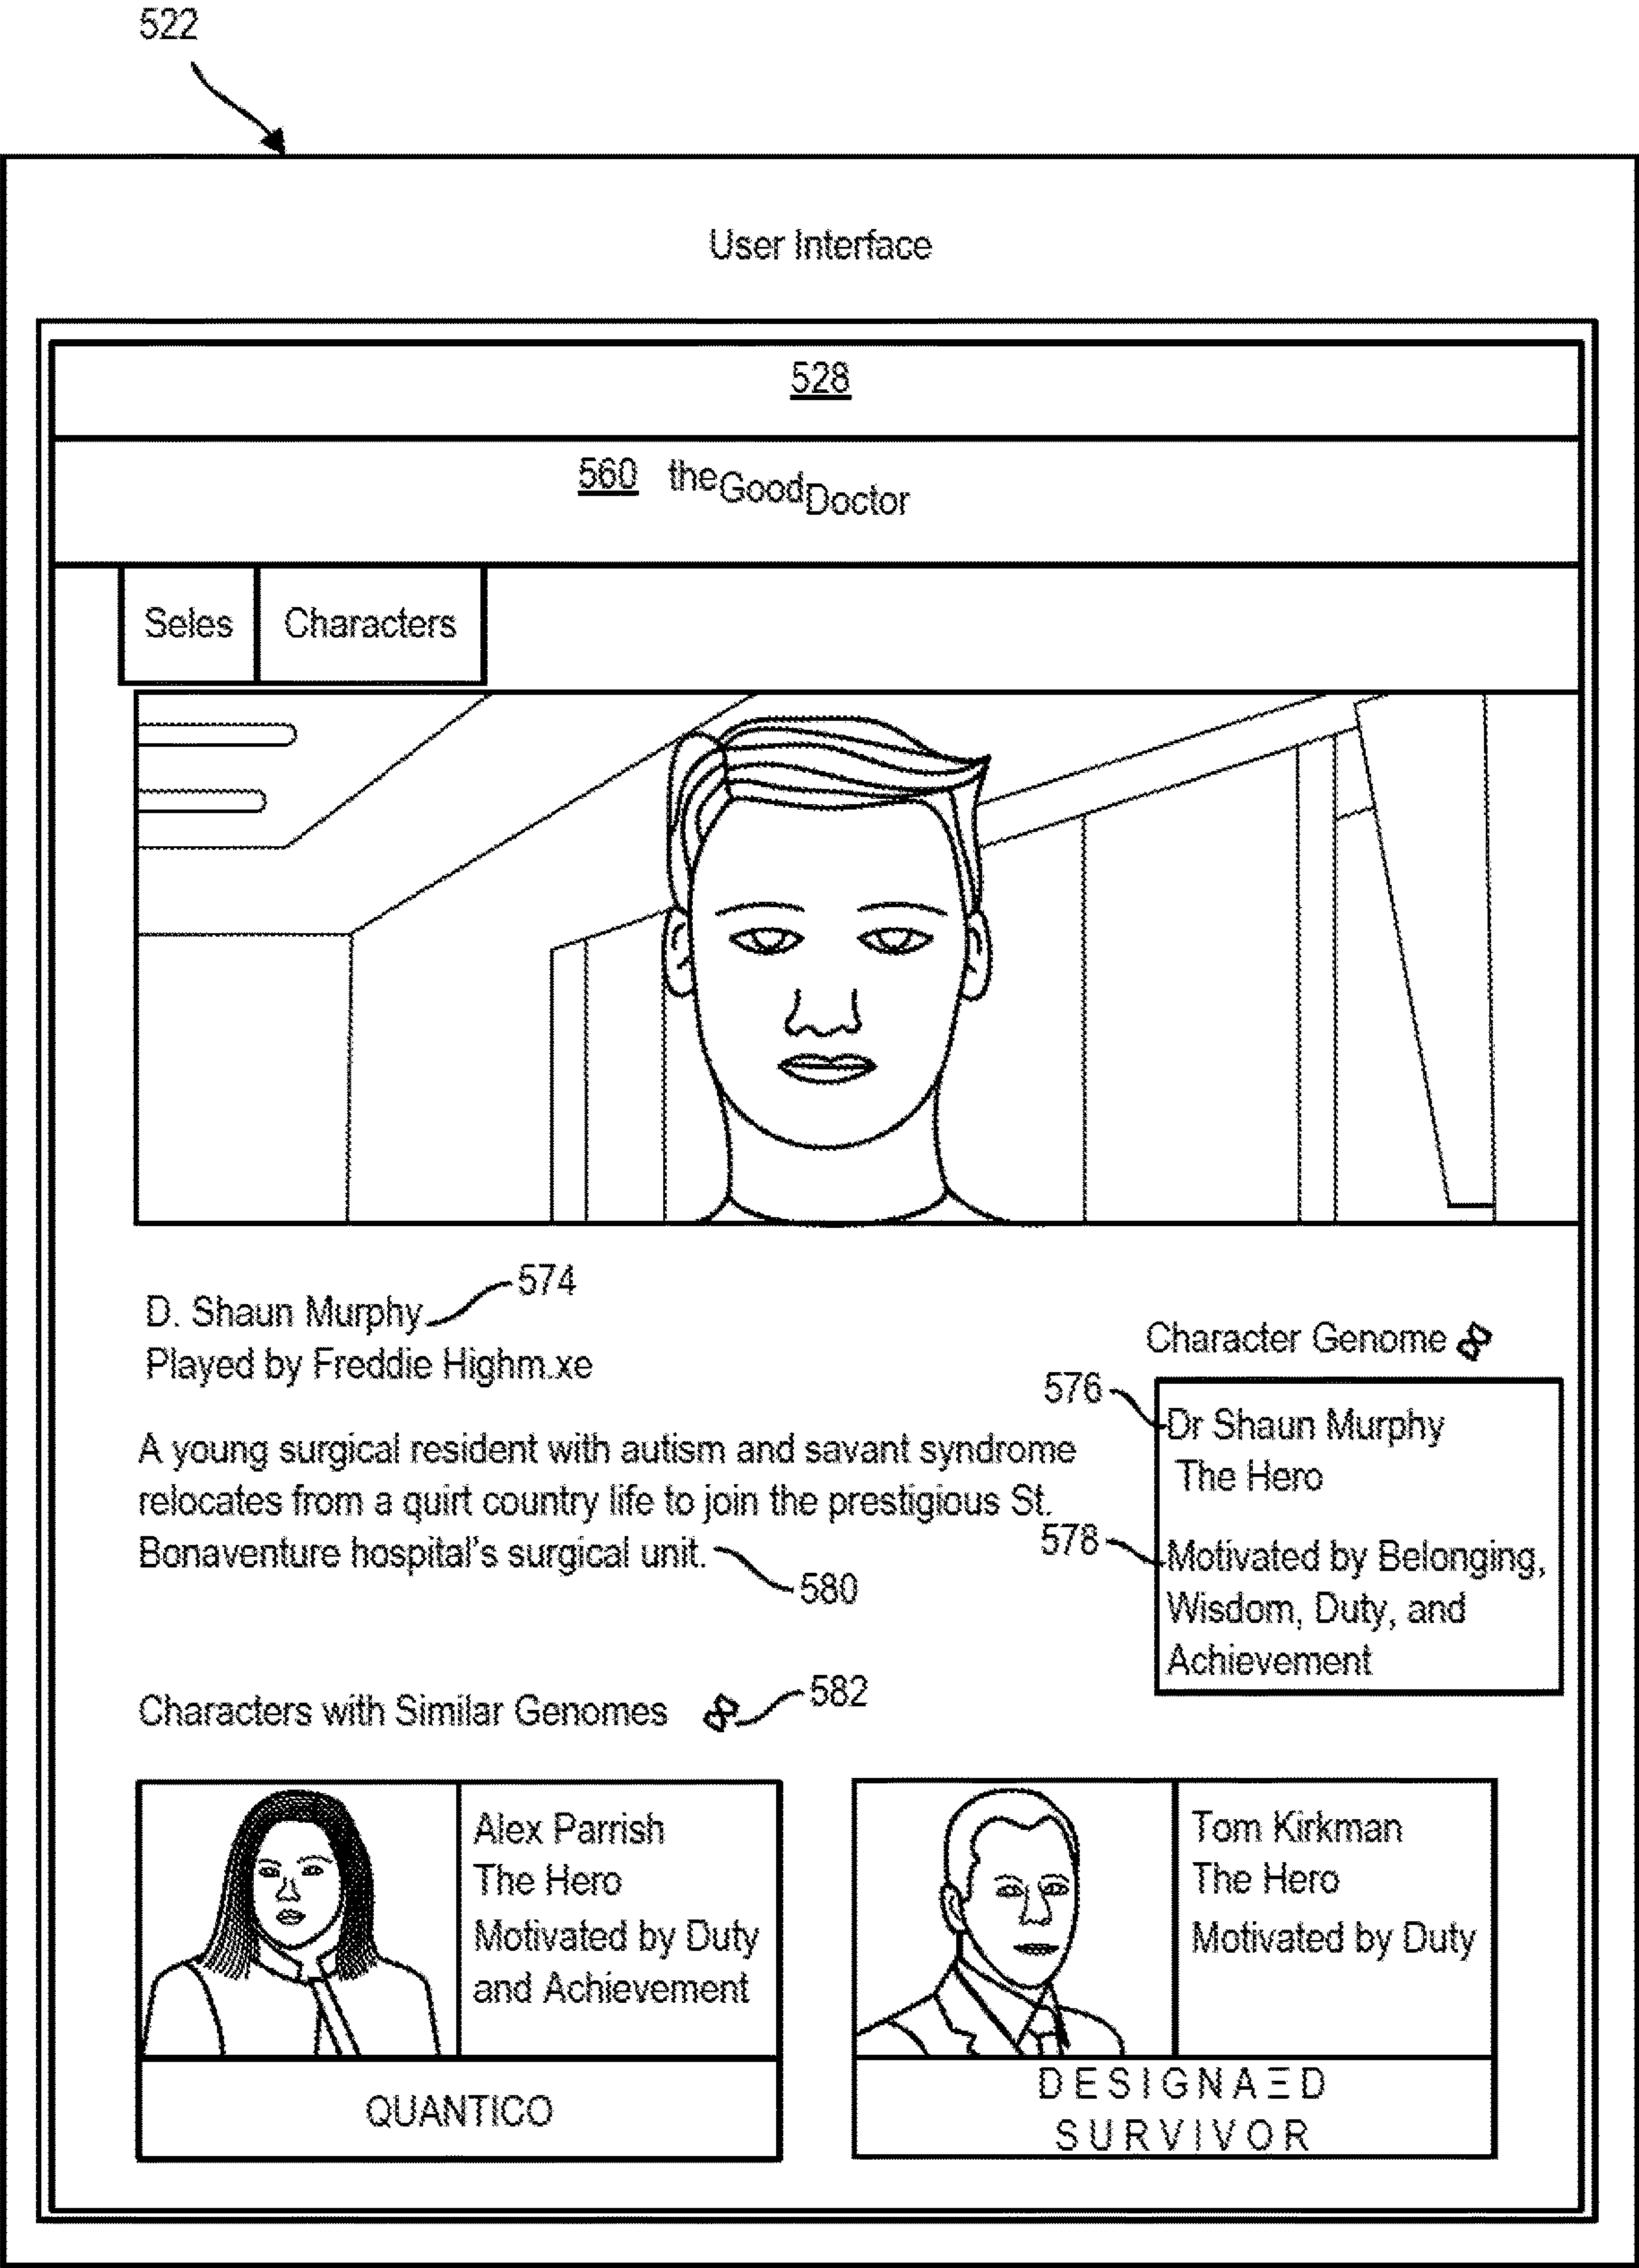 522
User Interface
528
560 theGoodDoctor
Seles Characters
574
D. Shaun Murphy
Played by Freddie Highm.xe
A young surgical resident with autism and savant syndrome
relocates from a quirt country life to join the prestigious St.
Bonaventure hospital's surgical unit.
580
Character Genome
576
Dr Shaun Murphy
The Hero
578
Motivated by Belonging,
Wisdom, Duty, and
Achievement
Characters with Similar Genomes
582
Alex Parrish
The Hero
Motivated by Duty
and Achievement
QUANTICO
Tom Kirkman
The Hero
Motivated by Duty
DESIGNAΞD
SURVIVOR